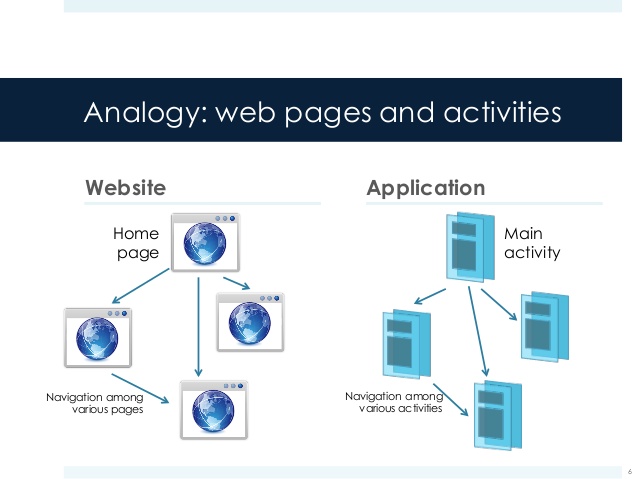 Analogy: web pages and activities
Website
Home
page
Navigation among
various pages
Application
Main
activity
Navigation among
various activities
6